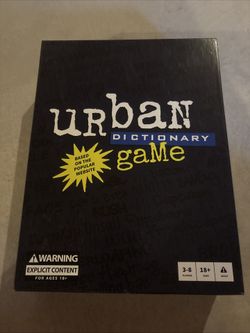 urban
DICTIONARY
game
BASED ON
THE POPULAR
WEBSITE
WARNING
EXPLICIT CONTENT
FOR AGES 18+
3-8
18+